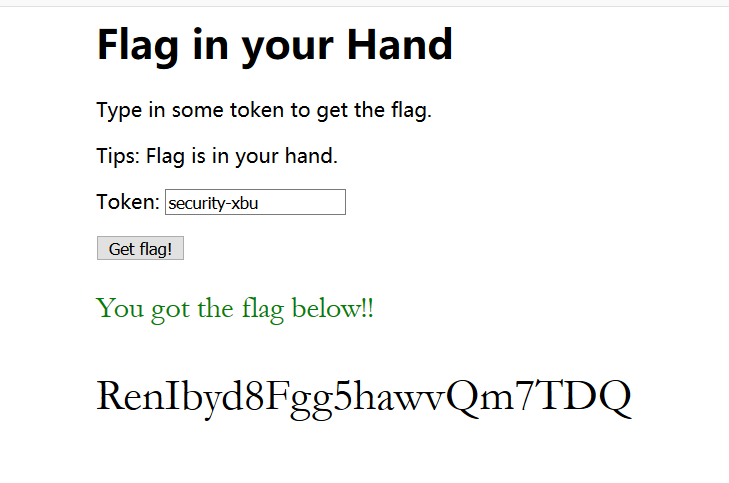 Flag in your Hand
Type in some token to get the flag.
Tips: Flag is in your hand.
Token: security-xbu
Get flag!
You got the flag below!!
RenIbyd8Fgg5hawvQm7TDQ